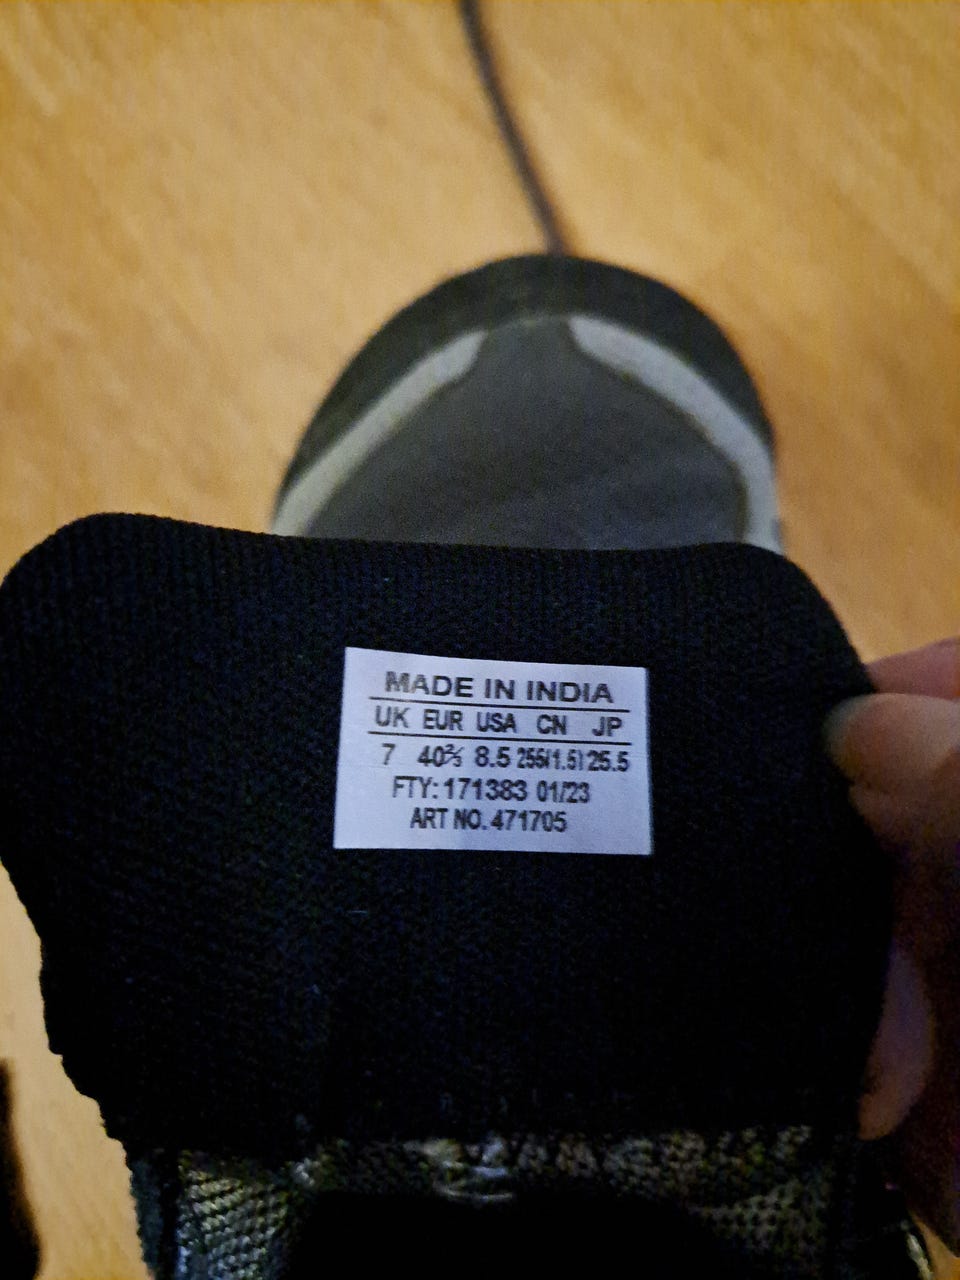 MADE IN INDIA
UK EUR USA CN JP
7 40⅔ 8.5 255(1.5) 25.5
FTY: 171383 01/23
ART NO. 471705